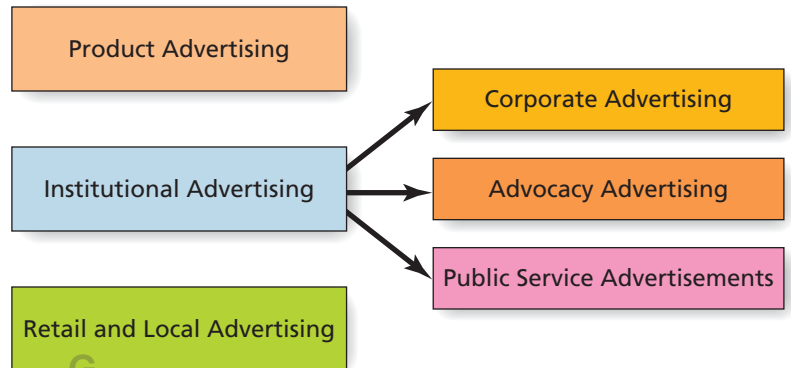 Product Advertising
Institutional Advertising
Retail and Local Advertising
G
Corporate Advertising
Advocacy Advertising
Public Service Advertisements